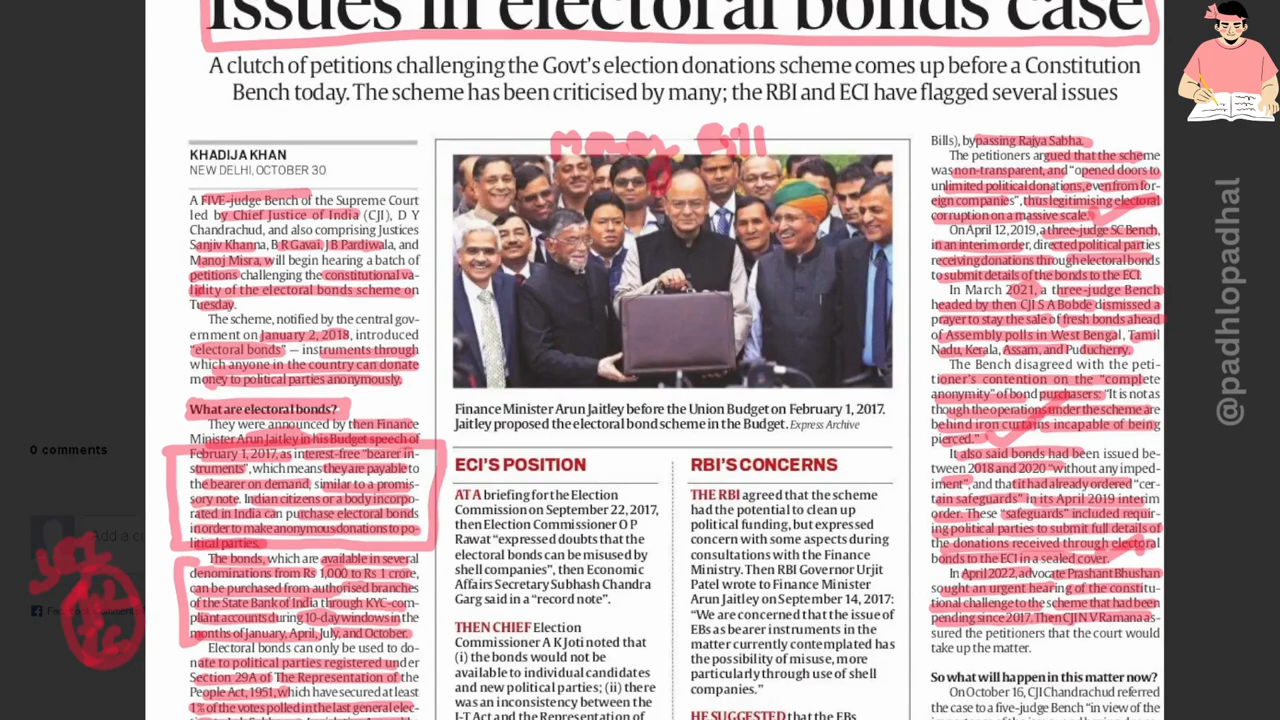 Issues in electoral bonds case
A clutch of petitions challenging the Govt's election donations scheme comes up before a Constitution
Bench today. The scheme has been criticised by many; the RBI and ECI have flagged several issues
Money Bill
KHADIJA KHAN
NEW DELHI, OCTOBER 30
A FIVE-judge Bench of the Supreme Court
led by Chief Justice of India (CJI), D Y
Chandrachud, and also comprising Justices
Sanjiv Khanna, B R Gavai, J B Pardiwala, and
Manoj Misra, will begin hearing a batch of
petitions challenging the constitutional va-
lidity of the electoral bonds scheme on
Tuesday.
The scheme, notified by the central gov-
ernment on January 2, 2018, introduced
"electoral bonds" — instruments through
which anyone in the country can donate
money to political parties anonymously.
What are electoral bonds?
They were announced by then Finance
Minister Arun Jaitley in his Budget speech of
February 1, 2017, as interest-free "bearer in-
struments", which means they are payable to
the bearer on demand, similar to a promis-
sory note. Indian citizens or a body incorpo-
rated in India can purchase electoral bonds
in order to make anonymous donations to po-
litical parties.
The bonds, which are available in several
denominations from Rs 1,000 to Rs 1 crore,
can be purchased from authorised branches
of the State Bank of India through KYC-com-
pliant accounts during 10-day windows in the
months of January, April, July, and October.
Electoral bonds can only be used to do-
nate to political parties registered under
Section 29A of The Representation of the
People Act, 1951, which have secured at least
1% of the votes polled in the last general elec-
Finance Minister Arun Jaitley before the Union Budget on February 1, 2017.
Jaitley proposed the electoral bond scheme in the Budget. Express Archive
ECI'S POSITION
AT A briefing for the Election
Commission on September 22, 2017,
then Election Commissioner O P
Rawat "expressed doubts that the
electoral bonds can be misused by
shell companies", then Economic
Affairs Secretary Subhash Chandra
Garg said in a "record note".
THEN CHIEF Election
Commissioner A K Joti noted that
(i) the bonds would not be
available to individual candidates
and new political parties; (ii) there
was an inconsistency between the
I-T Act and the Representation of
RBI'S CONCERNS
THE RBI agreed that the scheme
had the potential to clean up
political funding, but expressed
concern with some aspects during
consultations with the Finance
Ministry. Then RBI Governor Urjit
Patel wrote to Finance Minister
Arun Jaitley on September 14, 2017:
"We are concerned that the issue of
EBs as bearer instruments in the
matter currently contemplated has
the possibility of misuse, more
particularly through use of shell
companies."
HE SUGGESTED that the EBs
Bills), bypassing Rajya Sabha.
The petitioners argued that the scheme
was non-transparent, and "opened doors to
unlimited political donations, even from for-
eign companies", thus legitimising electoral
corruption on a massive scale.
On April 12, 2019, a three-judge SC Bench,
in an interim order, directed political parties
receiving donations through electoral bonds
to submit details of the bonds to the ECI.
In March 2021, a three-judge Bench
headed by then CJI S A Bobde dismissed a
prayer to stay the sale of fresh bonds ahead
of Assembly polls in West Bengal, Tamil
Nadu, Kerala, Assam, and Puducherry.
The Bench disagreed with the peti-
tioner's contention on the "complete
anonymity" of bond purchasers: "It is not as
though the operations under the scheme are
behind iron curtains incapable of being
pierced."
It also said bonds had been issued be-
tween 2018 and 2020 "without any imped-
iment", and that it had already ordered "cer-
tain safeguards" in its April 2019 interim
order. These "safeguards" included requir-
ing political parties to submit full details of
the donations received through electoral
bonds to the ECI in a sealed cover.
In April 2022, advocate Prashant Bhushan
sought an urgent hearing of the constitu-
tional challenge to the scheme that had been
pending since 2017. Then CJI N V Ramana as-
sured the petitioners that the court would
take up the matter.
So what will happen in this matter now?
On October 16, CJI Chandrachud referred
the case to a five-judge Bench "in view of the
0 comments
Add a c
@padhlopadhal